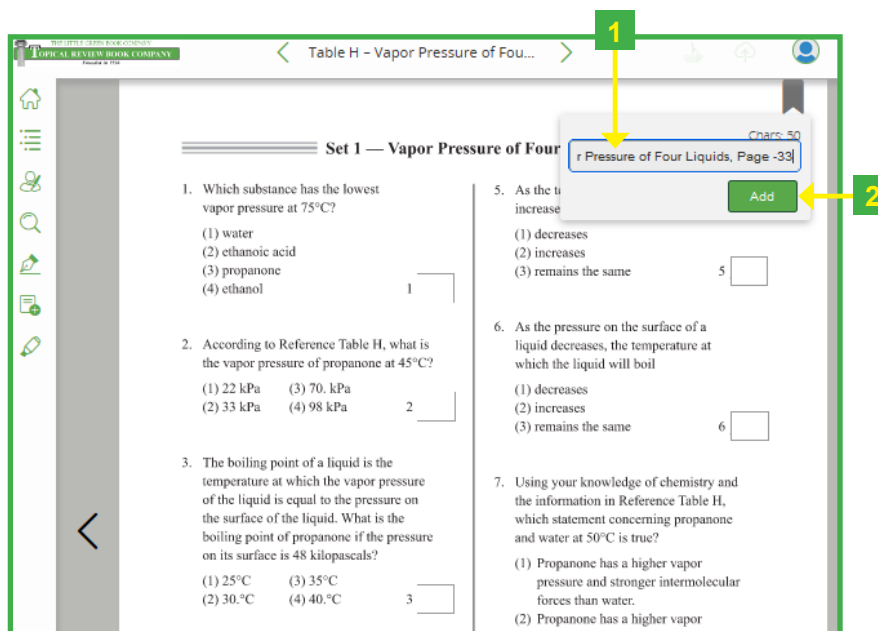 THE LITTLE GREEN BOOK COMPANY
TOPICAL REVIEW BOOK COMPANY
Founded in 1936
Table H – Vapor Pressure of Fou...
1
Chars: 50
r Pressure of Four Liquids, Page -33
Add
2
Set 1 — Vapor Pressure of Four
1. Which substance has the lowest
vapor pressure at 75°C?
(1) water
(2) ethanoic acid
(3) propanone
(4) ethanol
1
2. According to Reference Table H, what is
the vapor pressure of propanone at 45°C?
(1) 22 kPa (3) 70. kPa
(2) 33 kPa (4) 98 kPa
2
3. The boiling point of a liquid is the
temperature at which the vapor pressure
of the liquid is equal to the pressure on
the surface of the liquid. What is the
boiling point of propanone if the pressure
on its surface is 48 kilopascals?
(1) 25°C (3) 35°C
(2) 30.°C (4) 40.°C
3
5. As the t
increase
(1) decreases
(2) increases
(3) remains the same
5
6. As the pressure on the surface of a
liquid decreases, the temperature at
which the liquid will boil
(1) decreases
(2) increases
(3) remains the same
6
7. Using your knowledge of chemistry and
the information in Reference Table H,
which statement concerning propanone
and water at 50°C is true?
(1) Propanone has a higher vapor
pressure and stronger intermolecular
forces than water.
(2) Propanone has a higher vapor